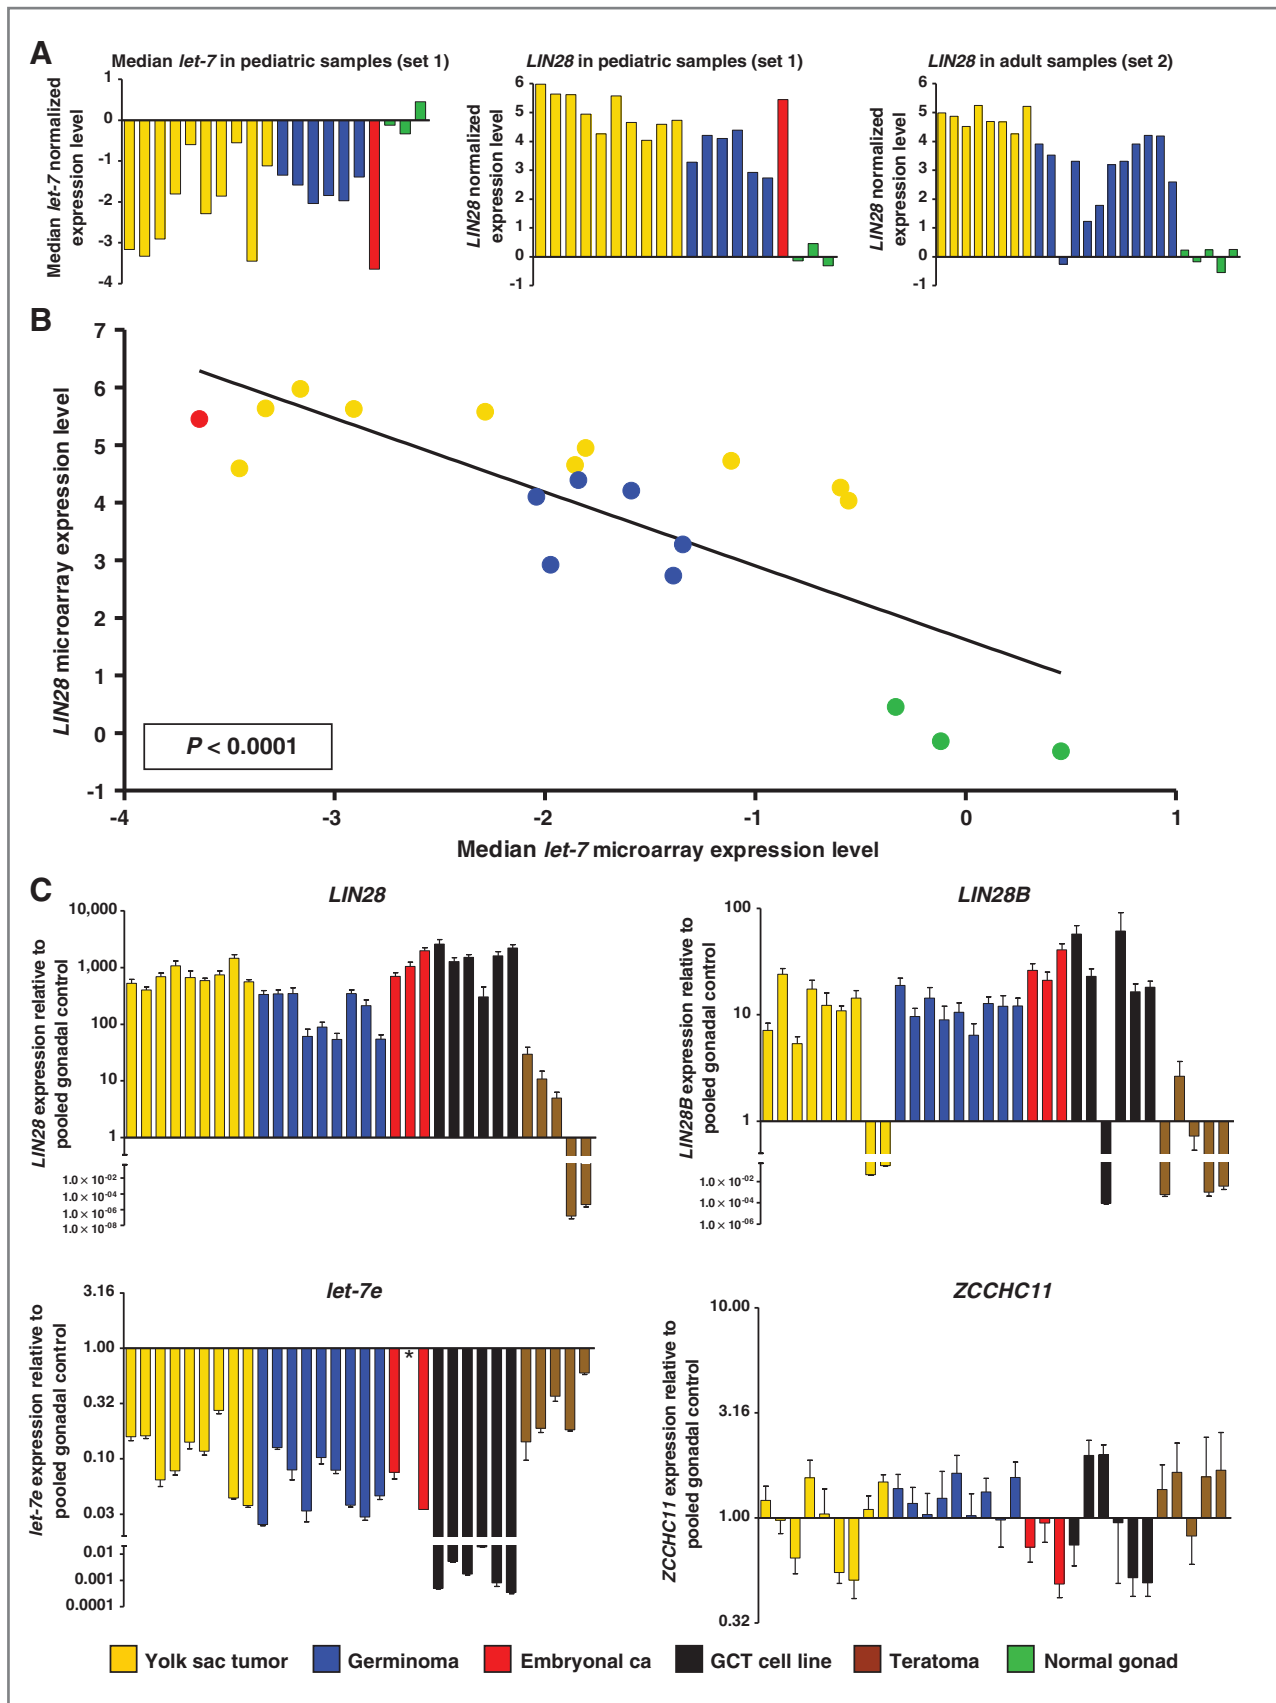 A
Median let-7 in pediatric samples (set 1)
Median let-7 normalized
expression level
1
0
-1
-2
-3
-4
LIN28 in pediatric samples (set 1)
LIN28 normalized
expression level
6
5
4
3
2
1
0
-1
LIN28 in adult samples (set 2)
LIN28 normalized
expression level
6
5
4
3
2
1
0
-1
B
LIN28 microarray expression level
7
6
5
4
3
2
1
0
-1
P < 0.0001
-4
-3
-2
-1
0
1
Median let-7 microarray expression level
C
LIN28
LIN28 expression relative to
pooled gonadal control
10,000
1,000
100
10
1
1.0 × 10⁻⁰²
1.0 × 10⁻⁰⁴
1.0 × 10⁻⁰⁶
1.0 × 10⁻⁰⁸
LIN28B
LIN28B expression relative to
pooled gonadal control
100
10
1
1.0 × 10⁻⁰²
1.0 × 10⁻⁰⁴
1.0 × 10⁻⁰⁶
let-7e
let-7e expression relative to
pooled gonadal control
3.16
1.00
0.32
0.10
0.03
0.01
0.001
0.0001
*
ZCCHC11
ZCCHC11 expression relative to
pooled gonadal control
10.00
3.16
1.00
0.32
Yolk sac tumor
Germinoma
Embryonal ca
GCT cell line
Teratoma
Normal gonad